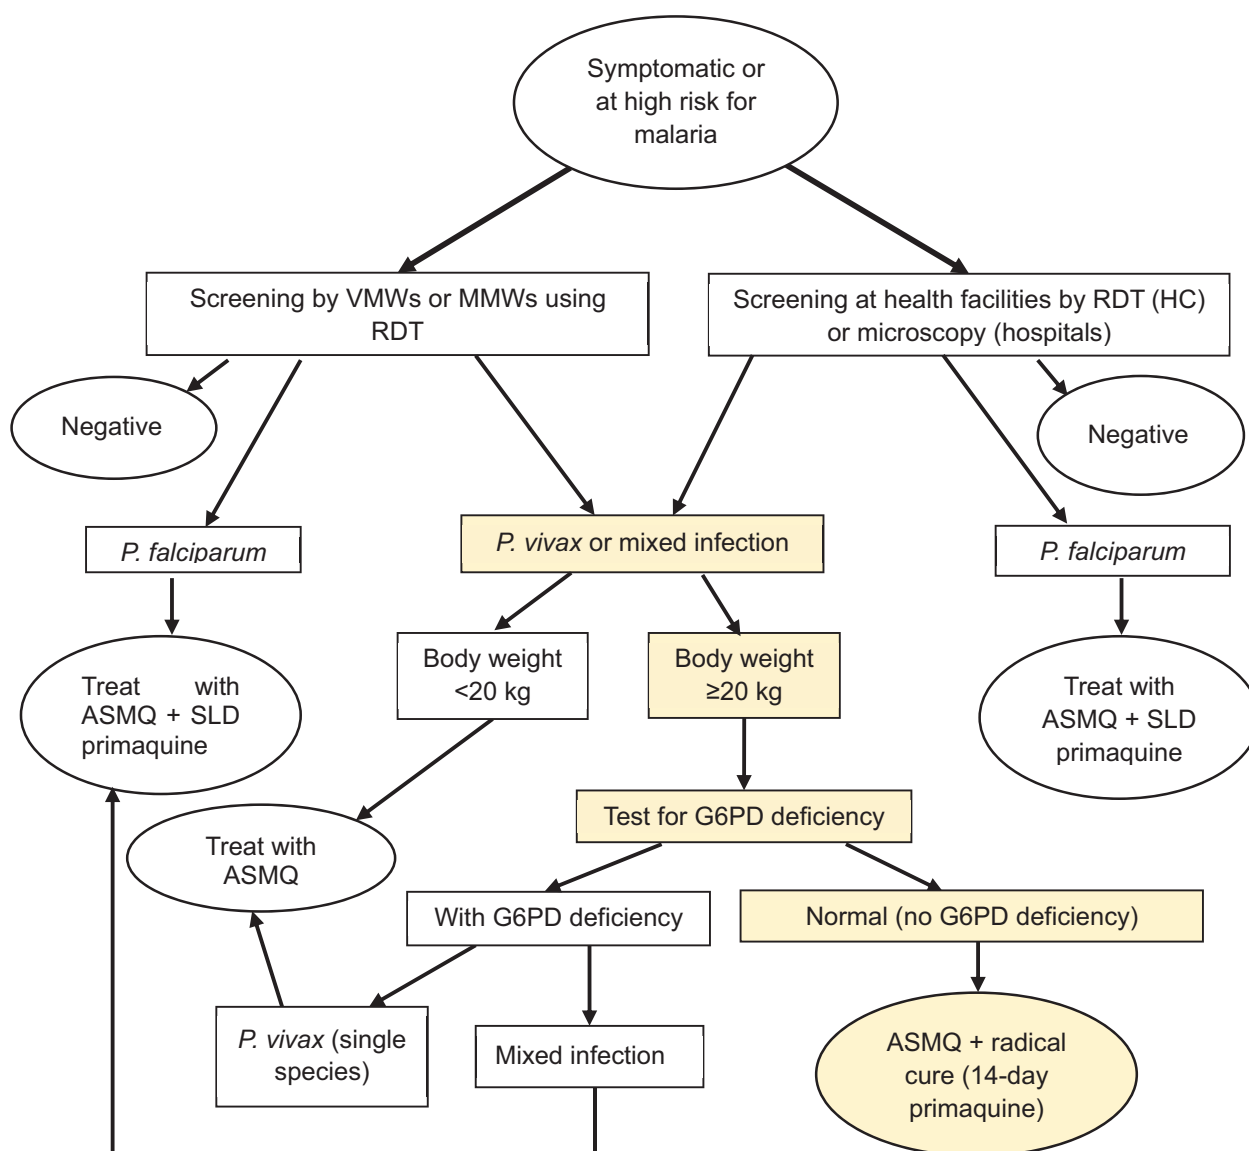 Symptomatic or
at high risk for
malaria
Screening by VMWs or MMWs using
RDT
Screening at health facilities by RDT (HC)
or microscopy (hospitals)
Negative
Negative
P. falciparum
P. vivax or mixed infection
P. falciparum
Treat with
ASMQ + SLD
primaquine
Body weight
<20 kg
Body weight
≥20 kg
Treat with
ASMQ + SLD
primaquine
Test for G6PD deficiency
Treat with
ASMQ
With G6PD deficiency
Normal (no G6PD deficiency)
P. vivax (single
species)
Mixed infection
ASMQ + radical
cure (14-day
primaquine)